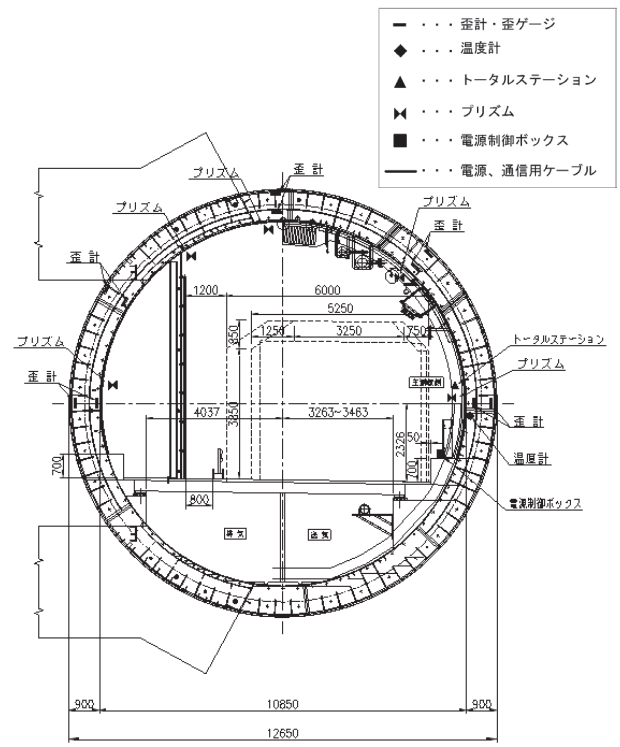 ・・・歪計・歪ゲージ
・・・温度計
・・・トータルステーション
・・・プリズム
・・・電源制御ボックス
・・・電源、通信用ケーブル
歪 計
プリズム
プリズム
プリズム
歪 計
歪 計
1200
6000
5250
850
1250
3250
750
トータルステーション
プリズム
プリズム
歪 計
4037
3263~3463
3850
2326
50
歪 計
温度計
700
700
800
電源制御ボックス
排 気
送 気
900
10850
900
12650